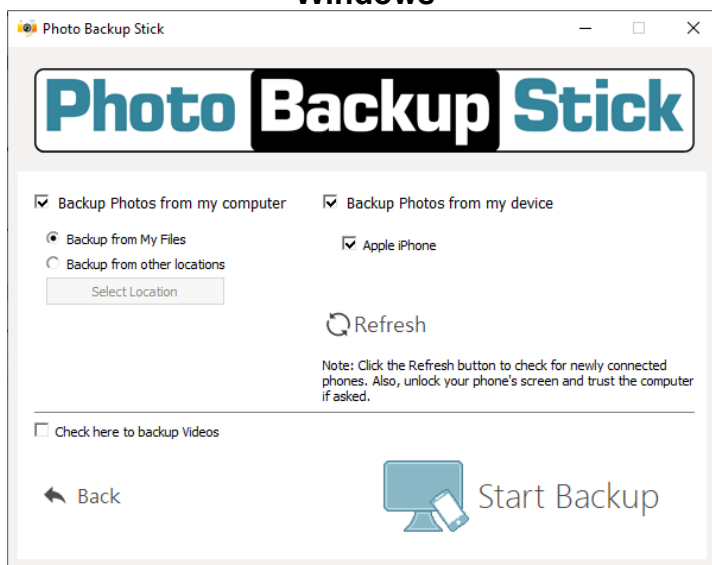 Windows
Photo Backup Stick
Photo Backup Stick
Backup Photos from my computer
Backup from My Files
Backup from other locations
Select Location
Backup Photos from my device
Apple iPhone
Refresh
Note: Click the Refresh button to check for newly connected
phones. Also, unlock your phone's screen and trust the computer
if asked.
Check here to backup Videos
Back
Start Backup